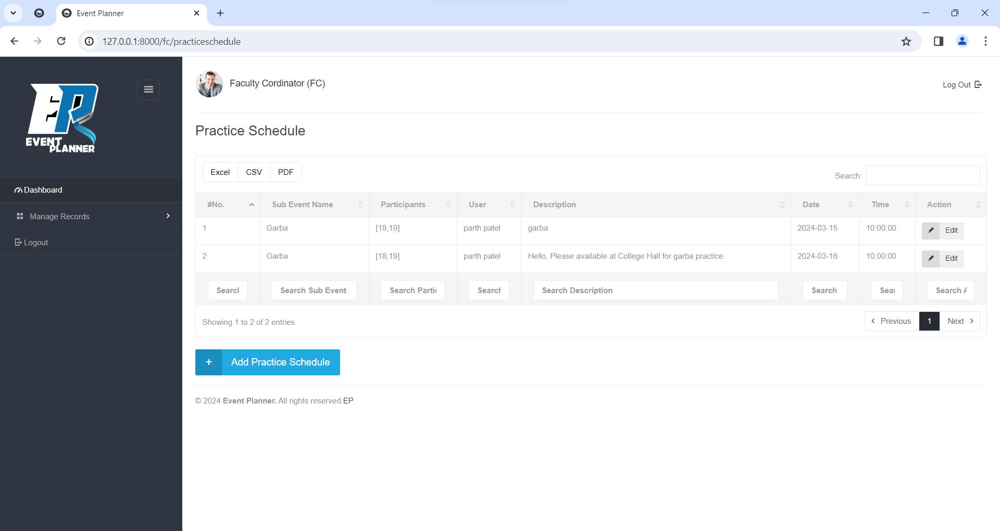 Event Planner
127.0.0.1:8000/fc/practiceschedule
EVENT
PLANNER
Faculty Cordinator (FC)
Log Out
Dashboard
Manage Records
Logout
Practice Schedule
Excel CSV PDF
Search:
#No. Sub Event Name Participants User Description Date Time Action
1 Garba [18,19] parth patel garba 2024-03-15 10:00:00 Edit
2 Garba [18,19] parth patel Hello, Please available at College Hall for garba practice. 2024-03-16 10:00:00 Edit
Search Search Sub Event Search Partic Search Search Description Search Sear Search A
Showing 1 to 2 of 2 entries
Previous 1 Next
+ Add Practice Schedule
© 2024 Event Planner. All rights reserved.EP